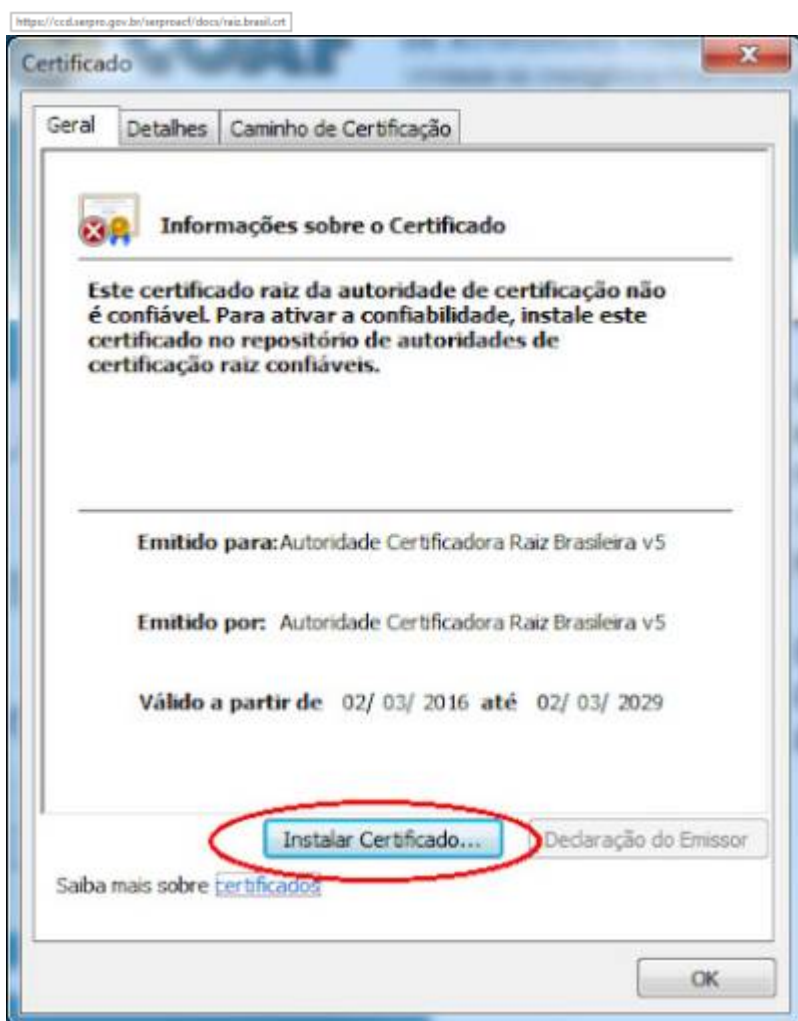 https://ccd.serpro.gov.br/serproacf/docs/raiz.brasil.crt
Certificado
Geral
Detalhes
Caminho de Certificação
Informações sobre o Certificado
Este certificado raiz da autoridade de certificação não
é confiável. Para ativar a confiabilidade, instale este
certificado no repositório de autoridades de
certificação raiz confiáveis.
Emitido para: Autoridade Certificadora Raiz Brasileira v5
Emitido por: Autoridade Certificadora Raiz Brasileira v5
Válido a partir de 02/ 03/ 2016 até 02/ 03/ 2029
Instalar Certificado...
Declaração do Emissor
Saiba mais sobre certificados
OK